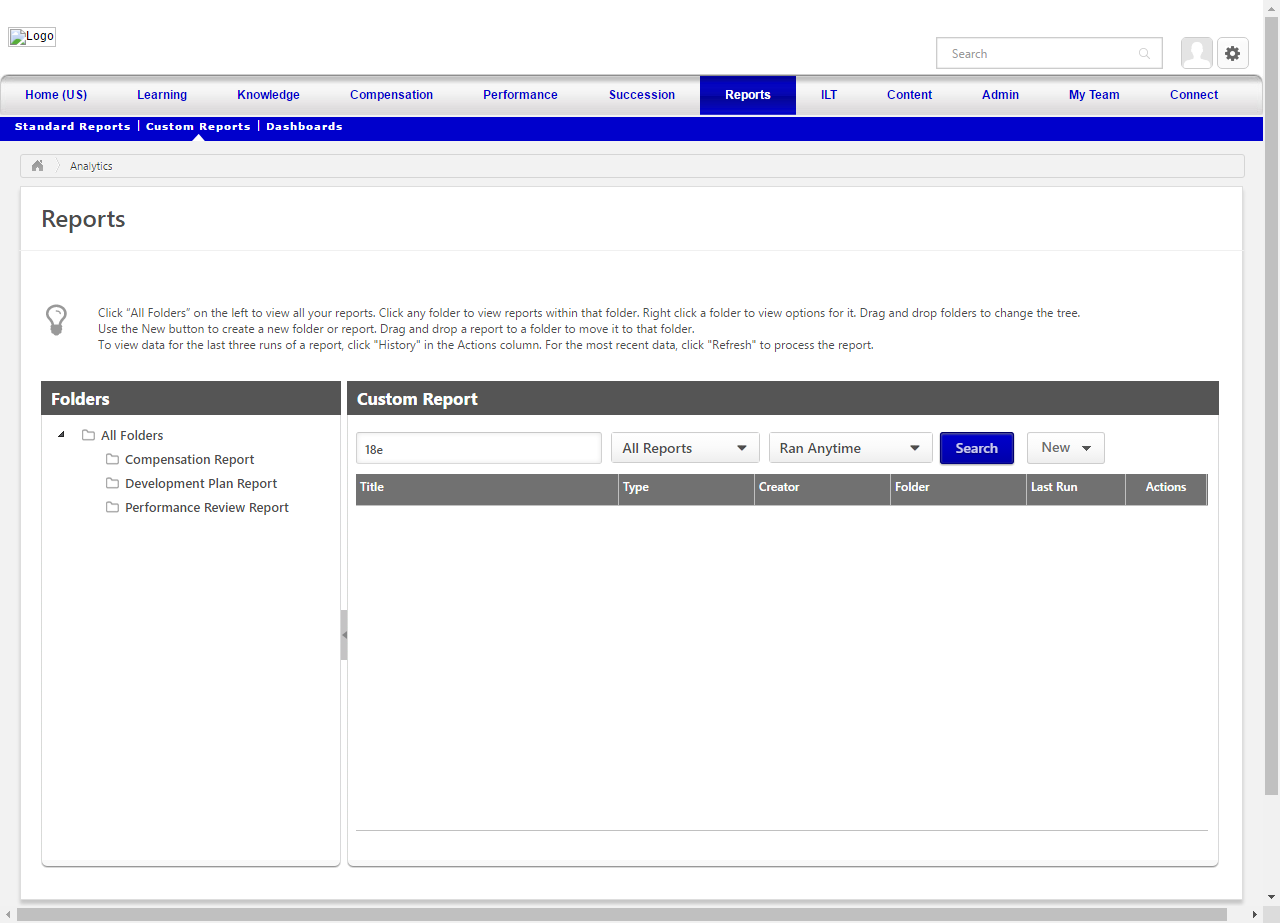 Logo
Search
Home (US) Learning Knowledge Compensation Performance Succession Reports ILT Content Admin My Team Connect
Standard Reports Custom Reports Dashboards
Analytics
Reports
Click “All Folders” on the left to view all your reports. Click any folder to view reports within that folder. Right click a folder to view options for it. Drag and drop folders to change the tree.
Use the New button to create a new folder or report. Drag and drop a report to a folder to move it to that folder.
To view data for the last three runs of a report, click "History" in the Actions column. For the most recent data, click "Refresh" to process the report.
Folders
All Folders
Compensation Report
Development Plan Report
Performance Review Report
Custom Report
18e All Reports Ran Anytime Search New
Title Type Creator Folder Last Run Actions